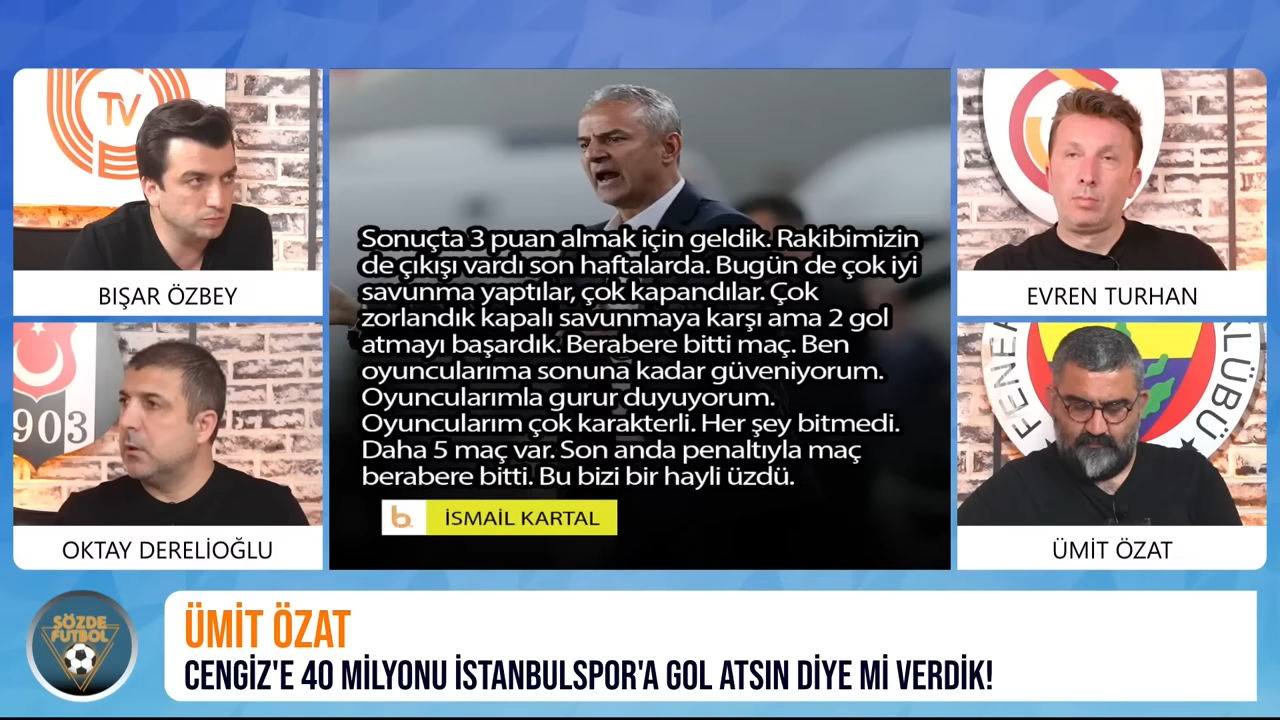 TV
BIŞAR ÖZBEY
1903
OKTAY DERELİOĞLU
Sonuçta 3 puan almak için geldik. Rakibimizin
de çıkışı vardı son haftalarda. Bugün de çok iyi
savunma yaptılar, çok kapandılar. Çok
zorlandık kapalı savunmaya karşı ama 2 gol
atmayı başardık. Berabere bitti maç. Ben
oyuncularıma sonuna kadar güveniyorum.
Oyuncularımla gurur duyuyorum.
Oyuncularım çok karakterli. Her şey bitmedi.
Daha 5 maç var. Son anda penaltıyla maç
berabere bitti. Bu bizi bir hayli üzdü.
b
İSMAİL KARTAL
EVREN TURHAN
FENER
KULÜBÜ
ÜMİT ÖZAT
SÖZDE
FUTBOL
ÜMİT ÖZAT
CENGİZ'E 40 MİLYONU İSTANBULSPOR'A GOL ATSIN DİYE Mİ VERDİK!